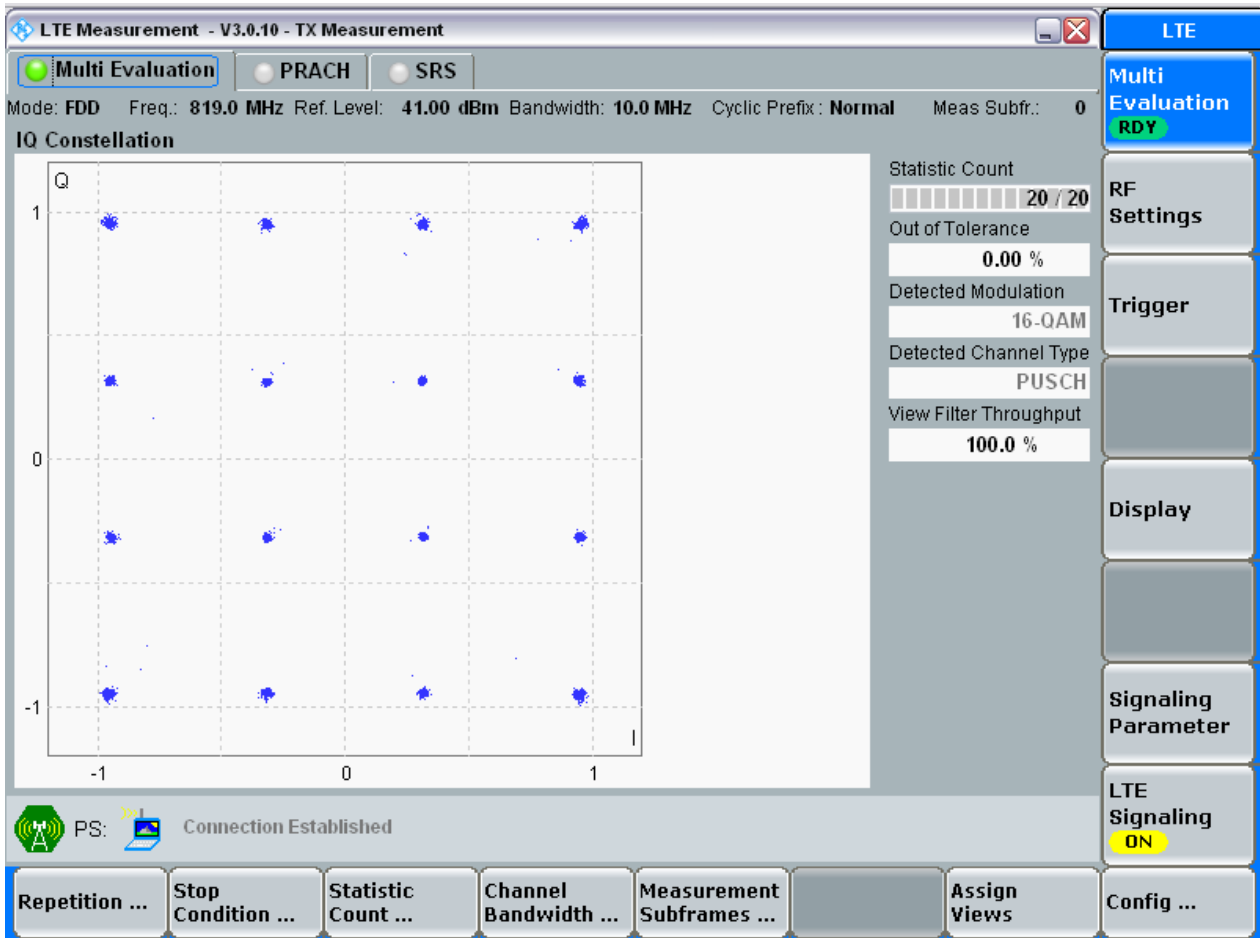 LTE Measurement - V3.0.10 - TX Measurement
LTE
Multi Evaluation PRACH SRS
Mode: FDD Freq.: 819.0 MHz Ref. Level: 41.00 dBm Bandwidth: 10.0 MHz Cyclic Prefix : Normal Meas Subfr.: 0
IQ Constellation
Q
1
0
-1
I
-1 0 1
Statistic Count
20 / 20
Out of Tolerance
0.00 %
Detected Modulation
16-QAM
Detected Channel Type
PUSCH
View Filter Throughput
100.0 %
Multi
Evaluation
RDY
RF
Settings
Trigger
Display
Signaling
Parameter
LTE
Signaling
ON
PS: Connection Established
Repetition ...
Stop
Condition ...
Statistic
Count ...
Channel
Bandwidth ...
Measurement
Subframes ...
Assign
Views
Config ...